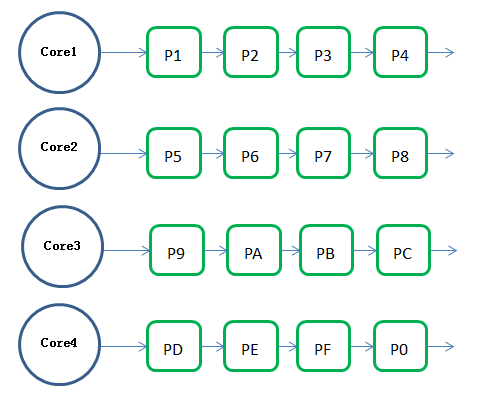 Core1 P1 P2 P3 P4
Core2 P5 P6 P7 P8
Core3 P9 PA PB PC
Core4 PD PE PF P0